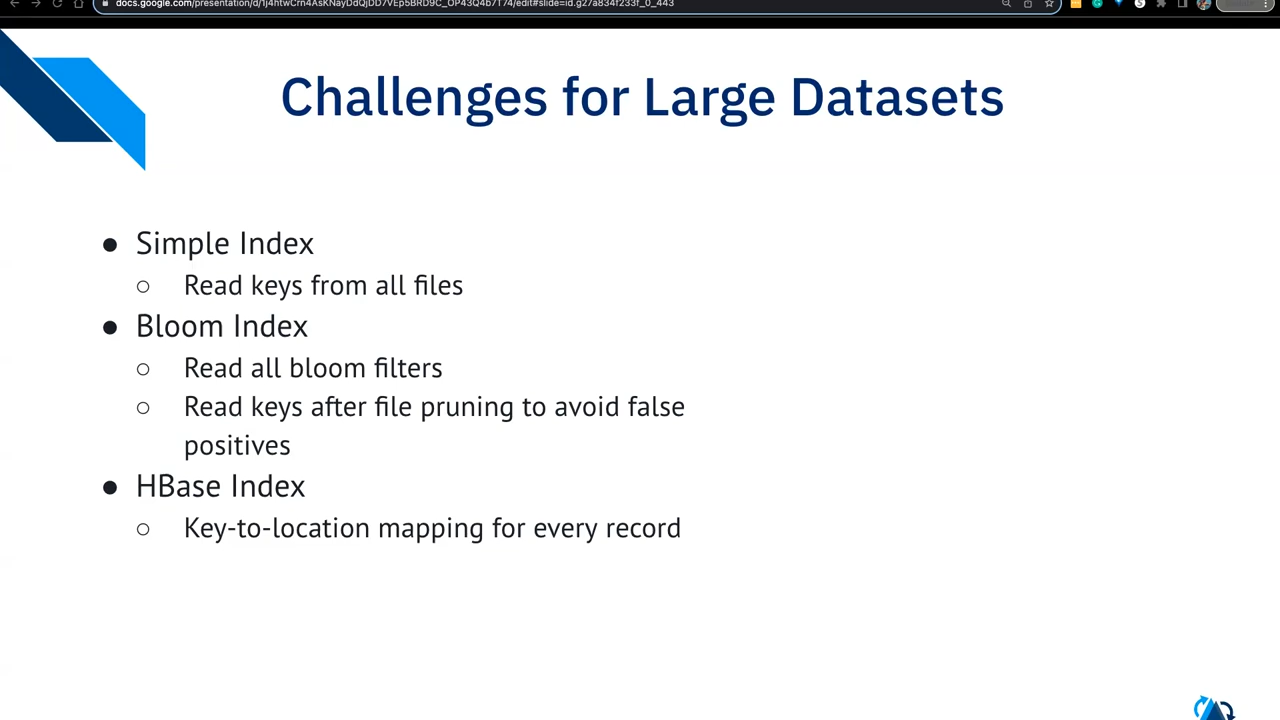 Challenges for Large Datasets
● Simple Index
○ Read keys from all files
● Bloom Index
○ Read all bloom filters
○ Read keys after file pruning to avoid false
positives
● HBase Index
○ Key-to-location mapping for every record